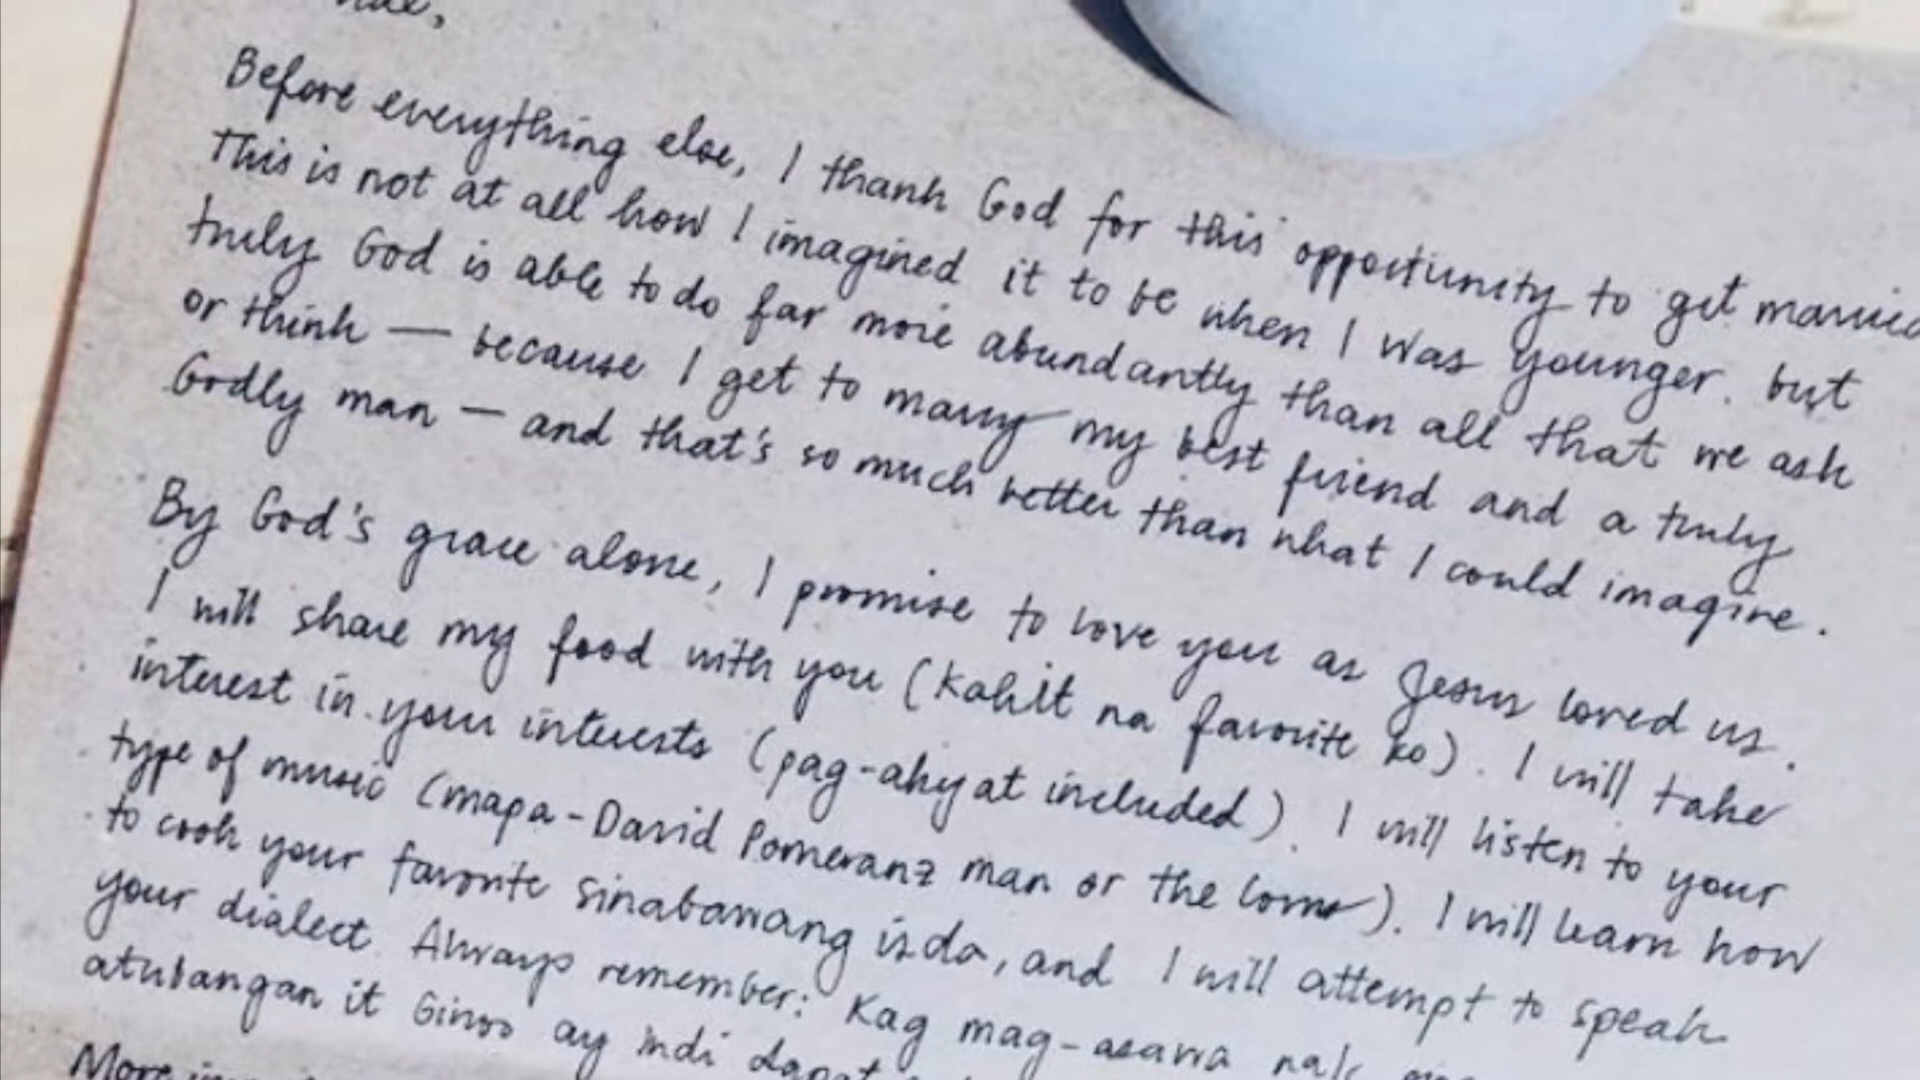 Before everything else, I thank God for this opportunity to get married
This is not at all how I imagined it to be when I was younger. but
truly God is able to do far more abundantly than all that we ask
or think — because I get to marry my best friend and a truly
Godly man — and that's so much better than what I could imagine.
By God's grace alone, I promise to love you as Jesus loved us.
I will share my food with you (kahit na favorite ko). I will take
interest in your interests (pag-akyat included). I will listen to your
type of music (mapa-David Pomeranz man or the Corrs). I will learn how
to cook your favorite sinabawang isda, and I will attempt to speak
your dialect. Always remember: Kag mag-asawa
atubangan it Ginoo ay indi dapat
More